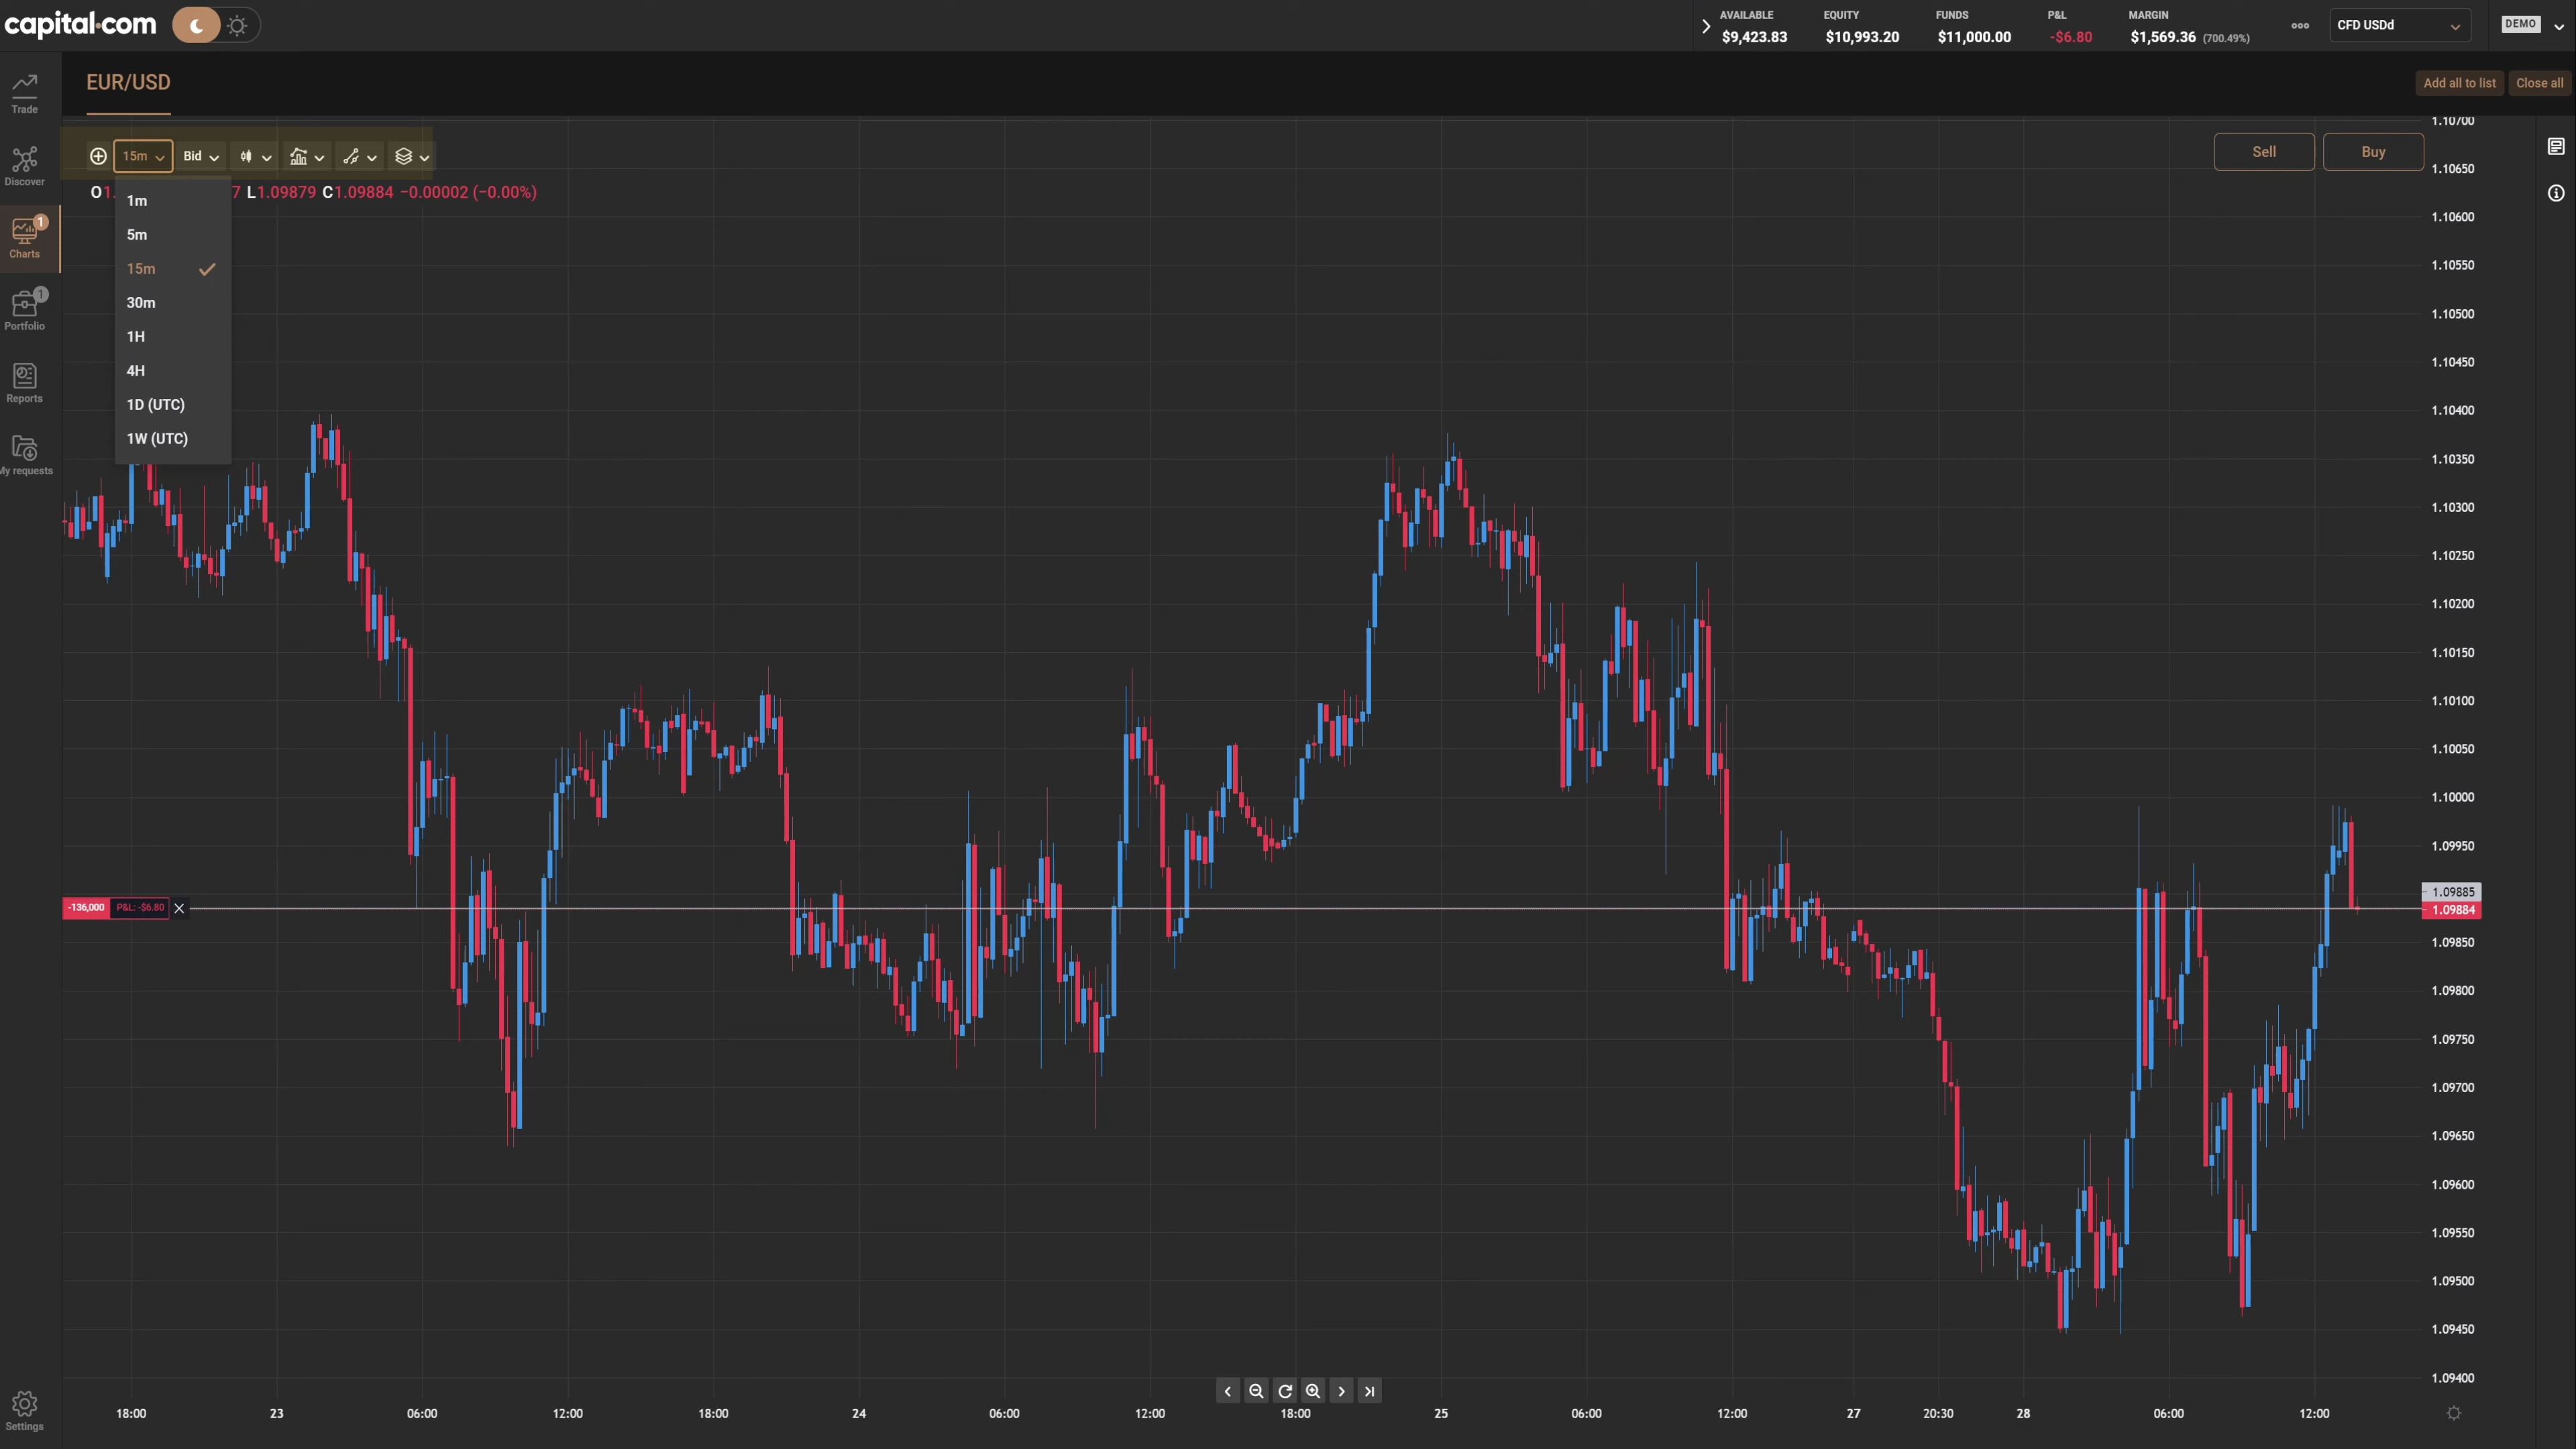 capital.com
AVAILABLE
$9,423.83
EQUITY
$10,993.20
FUNDS
$11,000.00
P&L
-$6.80
MARGIN
$1,569.36 (700.49%)
CFD USDd
DEMO
EUR/USD
Add all to list
Close all
Trade
Discover
1
Charts
1
Portfolio
Reports
My requests
Settings
15m
Bid
O1. 7 L1.09879 C1.09884 −0.00002 (−0.00%)
1m
5m
15m
30m
1H
4H
1D (UTC)
1W (UTC)
Sell
Buy
1.10700
1.10650
1.10600
1.10550
1.10500
1.10450
1.10400
1.10350
1.10300
1.10250
1.10200
1.10150
1.10100
1.10050
1.10000
1.09950
1.09885
-136,000 P&L: -$6.80
1.09884
1.09850
1.09800
1.09750
1.09700
1.09650
1.09600
1.09550
1.09500
1.09450
1.09400
18:00 23 06:00 12:00 18:00 24 06:00 12:00 18:00 25 06:00 12:00 27 20:30 28 06:00 12:00